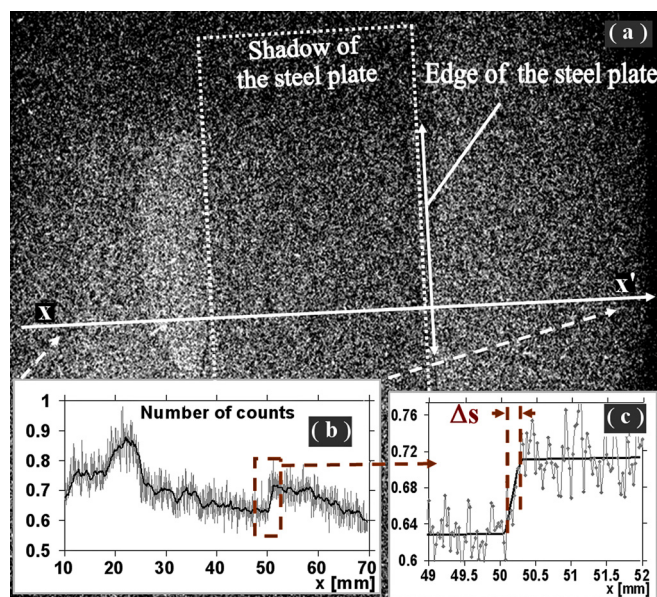 ( a )
Shadow of
the steel plate
Edge of the steel plate
x
x'
Number of counts
( b )
1
0.9
0.8
0.7
0.6
0.5
10 20 30 40 50 60 70
x [mm]
( c )
Δs
0.76
0.72
0.68
0.64
0.6
49 49.5 50 50.5 51 51.5 52
x [mm]